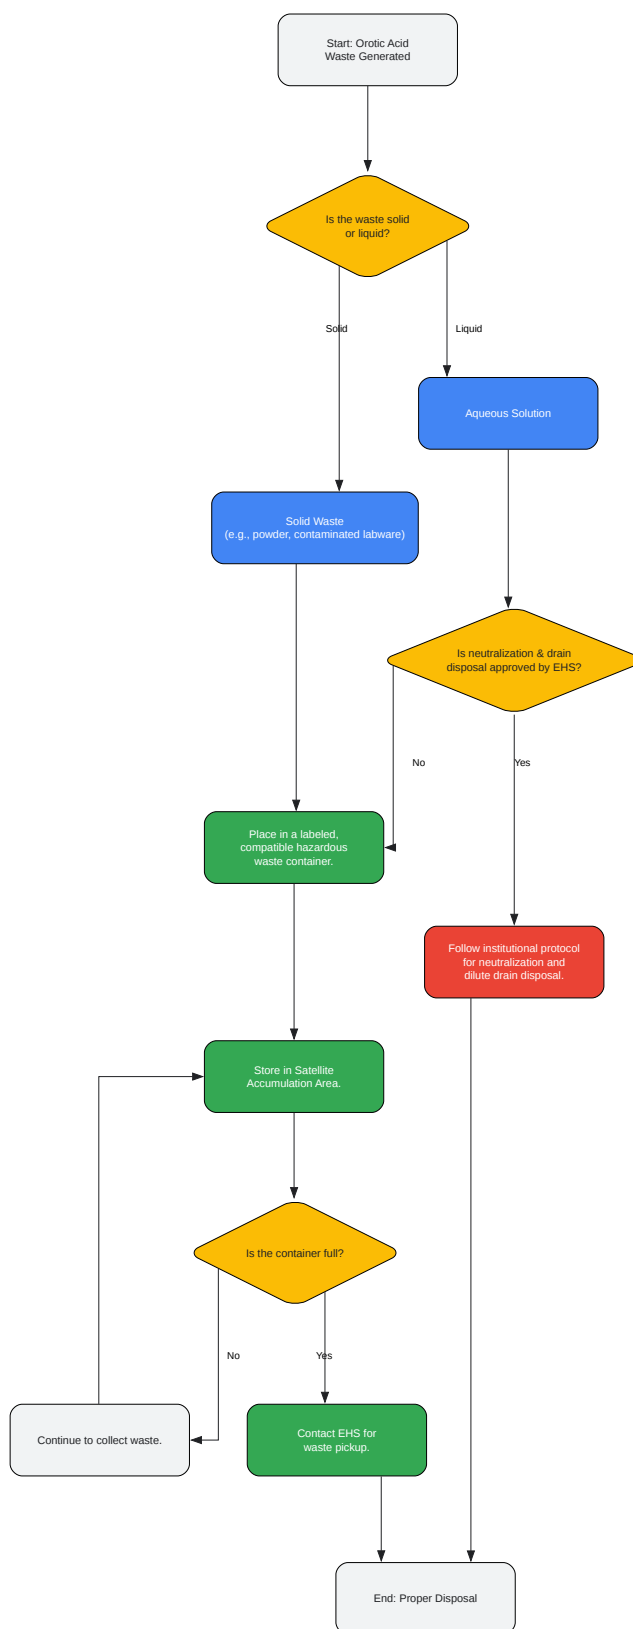 Start: Orotic Acid
Waste Generated
Is the waste solid
or liquid?
Solid
Liquid
Aqueous Solution
Solid Waste
(e.g., powder, contaminated labware)
Is neutralization & drain
disposal approved by EHS?
No
Yes
Place in a labeled,
compatible hazardous
waste container.
Follow institutional protocol
for neutralization and
dilute drain disposal.
Store in Satellite
Accumulation Area.
Is the container full?
No
Yes
Continue to collect waste.
Contact EHS for
waste pickup.
End: Proper Disposal